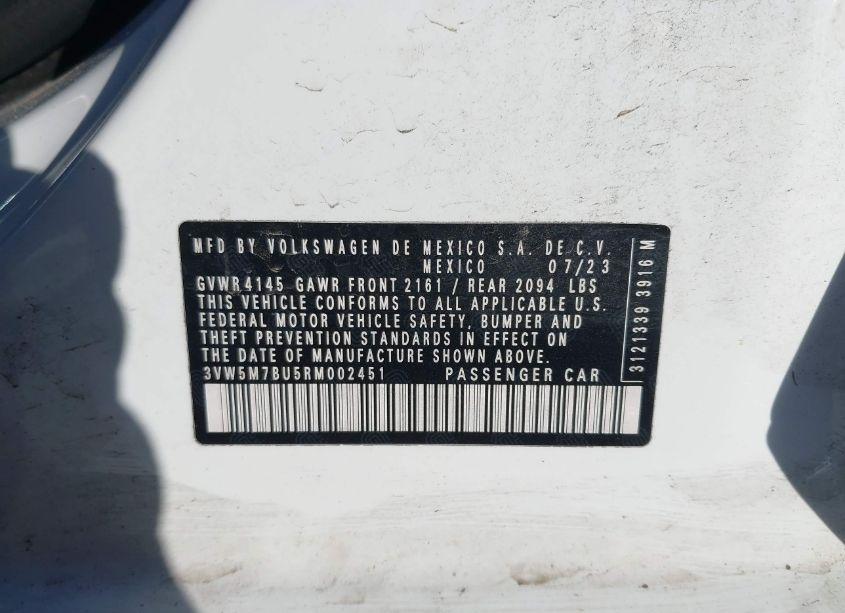 MFD BY VOLKSWAGEN DE MEXICO S.A. DE C.V.
MEXICO 07/23
GVWR 4145 GAWR FRONT 2161 / REAR 2094 LBS
THIS VEHICLE CONFORMS TO ALL APPLICABLE U.S.
FEDERAL MOTOR VEHICLE SAFETY, BUMPER AND
THEFT PREVENTION STANDARDS IN EFFECT ON
THE DATE OF MANUFACTURE SHOWN ABOVE.
3VW5M7BU5RM002451 PASSENGER CAR
3121339 3916 M